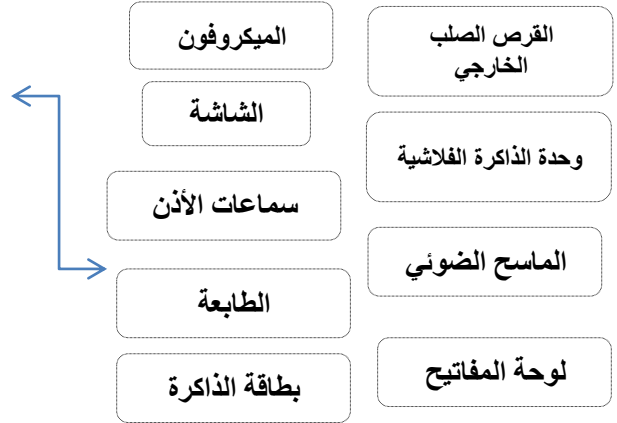 القرص الصلب
الخارجي
الميكروفون
وحدة الذاكرة الفلاشية
الشاشة
الماسح الضوئي
سماعات الأذن
لوحة المفاتيح
الطابعة
بطاقة الذاكرة